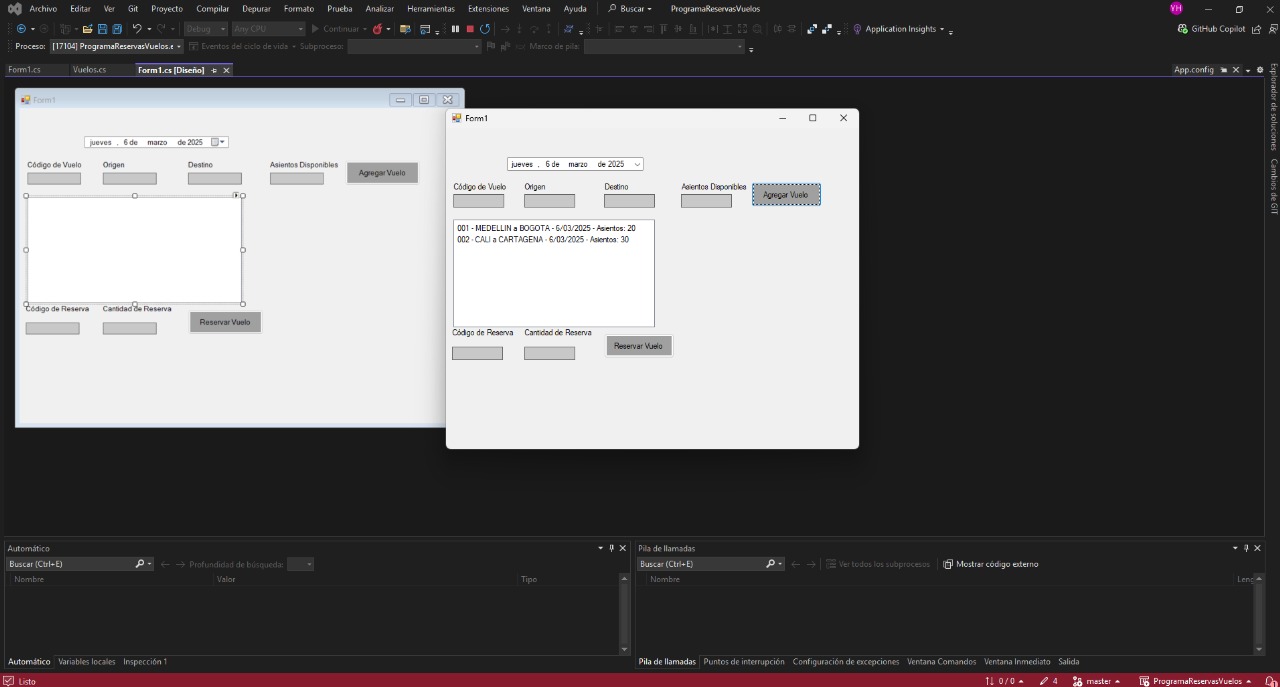 Archivo Editar Ver Git Proyecto Compilar Depurar Formato Prueba Analizar Herramientas Extensiones Ventana Ayuda Buscar ProgramaReservasVuelos YH
Debug Any CPU Continuar Application Insights GitHub Copilot
Proceso: [17104] ProgramaReservasVuelos.e Eventos del ciclo de vida Subproceso: Marco de pila:
Form1.cs Vuelos.cs Form1.cs [Diseño] App.config
Explorador de soluciones
Cambios de GIT
Form1
jueves , 6 de marzo de 2025
Código de Vuelo Origen Destino Asientos Disponibles
Agregar Vuelo
Código de Reserva Cantidad de Reserva
Reservar Vuelo
Form1
jueves , 6 de marzo de 2025
Código de Vuelo Origen Destino Asientos Disponibles
Agregar Vuelo
001 - MEDELLIN a BOGOTA - 6/03/2025 - Asientos: 20
002 - CALI a CARTAGENA - 6/03/2025 - Asientos: 30
Código de Reserva Cantidad de Reserva
Reservar Vuelo
Automático
Buscar (Ctrl+E) Profundidad de búsqueda:
Nombre Valor Tipo
Automático Variables locales Inspección 1
Pila de llamadas
Buscar (Ctrl+E) Ver todos los subprocesos Mostrar código externo
Nombre Leng
Pila de llamadas Puntos de interrupción Configuración de excepciones Ventana Comandos Ventana Inmediato Salida
Listo 0 / 0 4 master ProgramaReservasVuelos